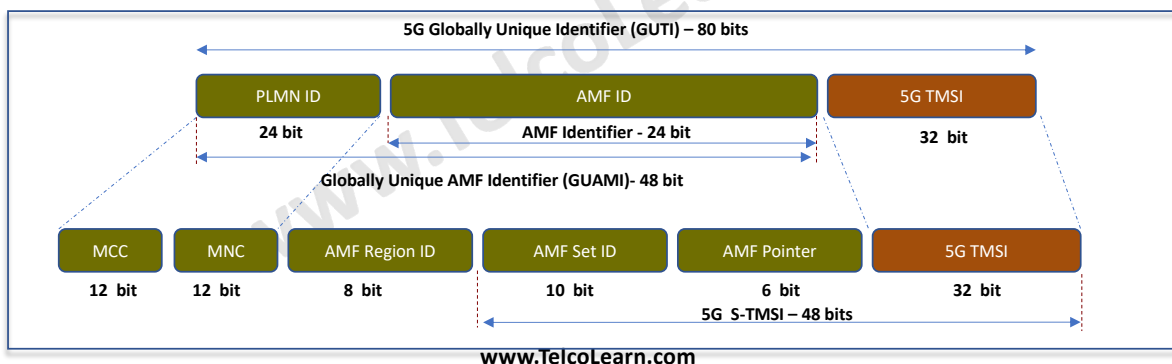 5G Globally Unique Identifier (GUTI) – 80 bits
PLMN ID AMF ID 5G TMSI
24 bit AMF Identifier - 24 bit 32 bit
Globally Unique AMF Identifier (GUAMI)- 48 bit
MCC MNC AMF Region ID AMF Set ID AMF Pointer 5G TMSI
12 bit 12 bit 8 bit 10 bit 6 bit 32 bit
5G S-TMSI – 48 bits
www.TelcoLearn.com